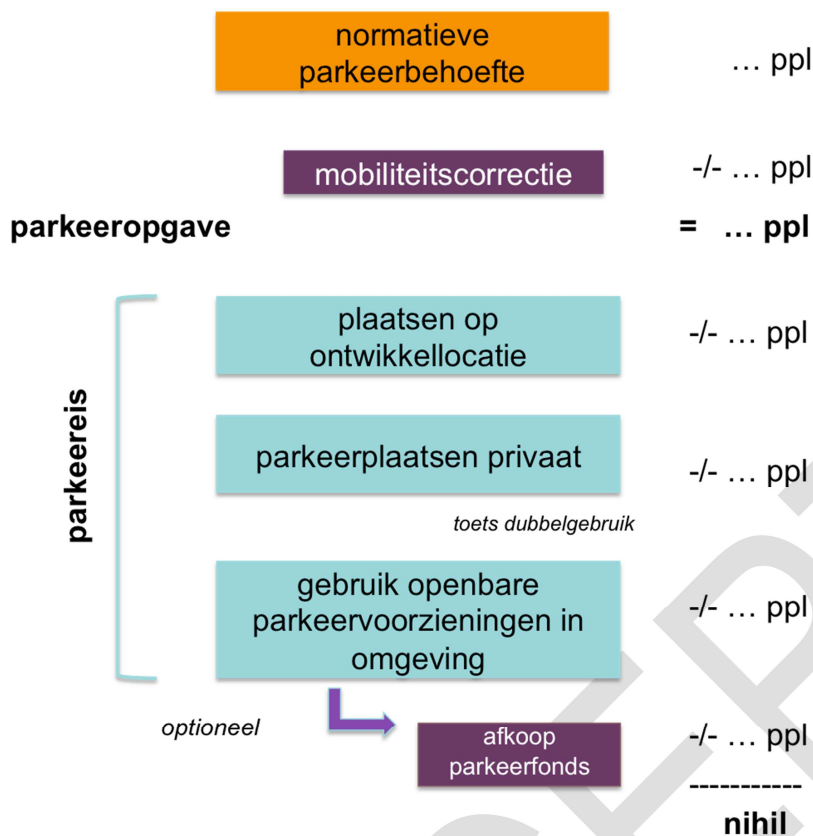 normatieve
parkeerbehoefte
... ppl
mobiliteitscorrectie
-/- ... ppl
parkeeropgave
= ... ppl
plaatsen op
ontwikkellocatie
-/- ... ppl
parkeereis
parkeerplaatsen privaat
-/- ... ppl
toets dubbelgebruik
gebruik openbare
parkeervoorzieningen in
omgeving
-/- ... ppl
optioneel
afkoop
parkeerfonds
-/- ... ppl
-----------
nihil